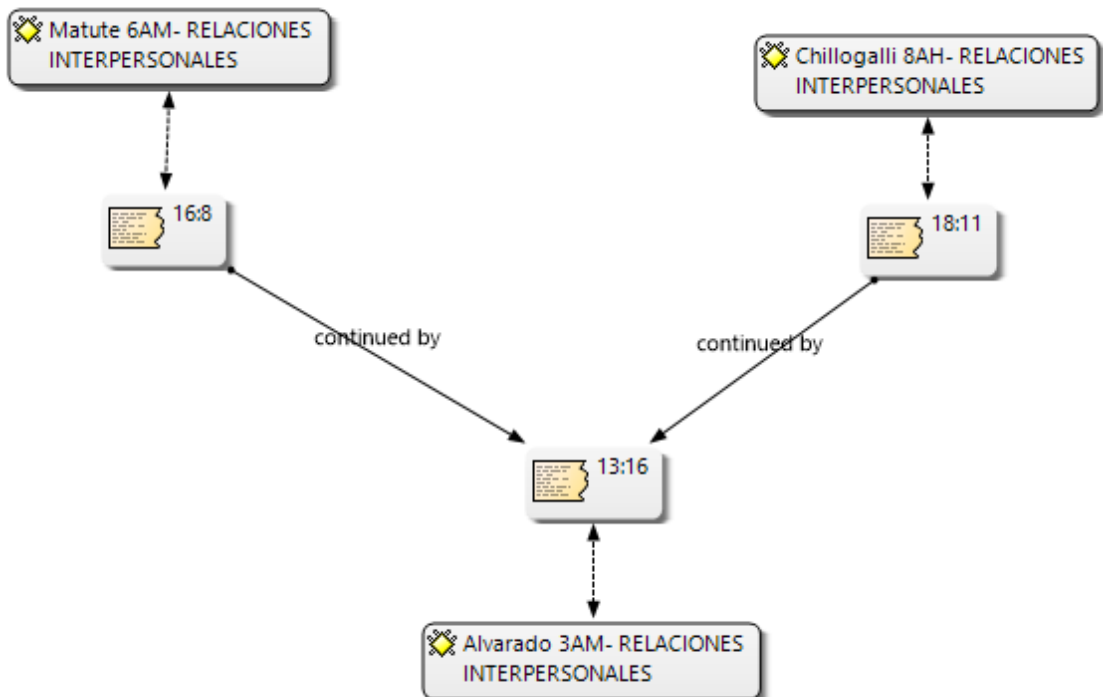 Matute 6AM- RELACIONES
INTERPERSONALES
Chillogalli 8AH- RELACIONES
INTERPERSONALES
16:8
18:11
continued by
continued by
13:16
Alvarado 3AM- RELACIONES
INTERPERSONALES